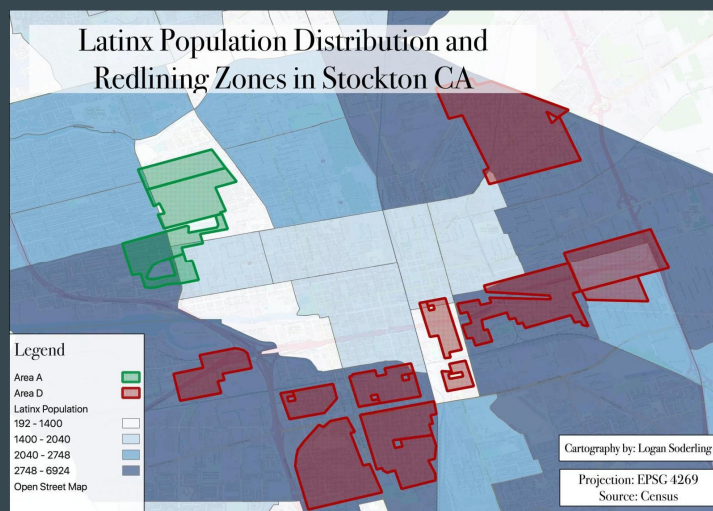 Latinx Population Distribution and
Redlining Zones in Stockton CA
Legend
Area A
Area D
Latinx Population
192 - 1400
1400 - 2040
2040 - 2748
2748 - 6924
Open Street Map
Cartography by: Logan Soderling
Projection: EPSG 4269
Source: Census